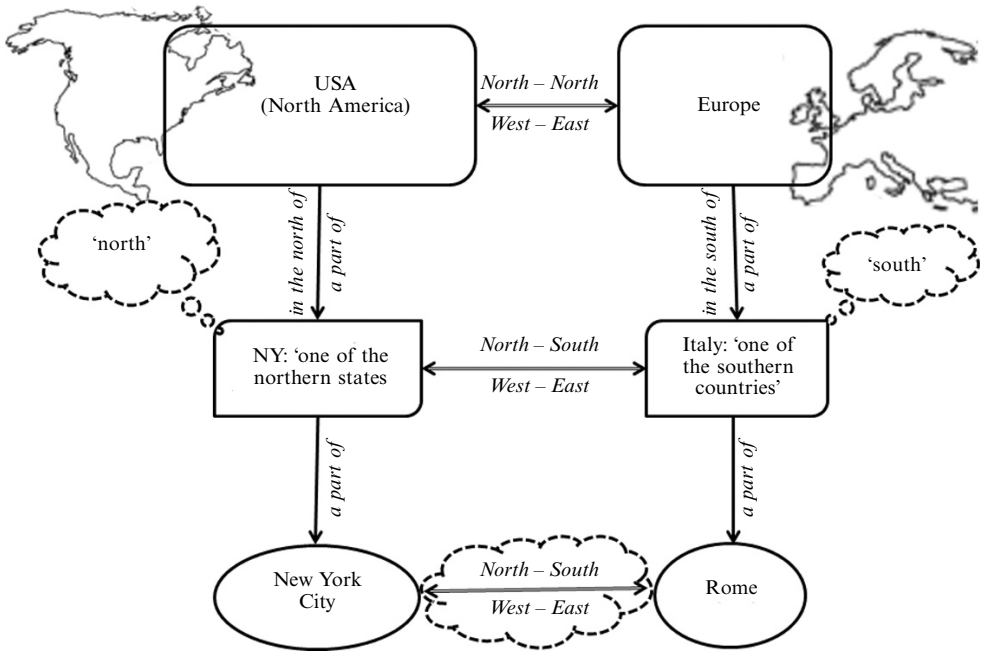 USA
(North America)
North – North
West – East
Europe
in the north of
a part of
in the south of
a part of
‘north’
‘south’
NY: ‘one of the
northern states
North – South
West – East
Italy: ‘one of
the southern
countries’
a part of
a part of
New York
City
North – South
West – East
Rome